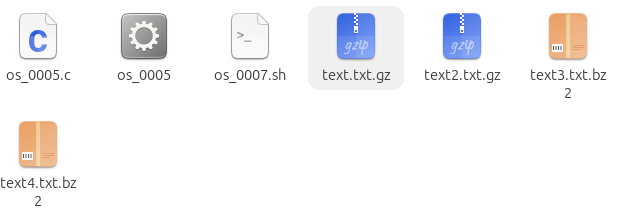 C
>_
gzip
gzip
os_0005.c
os_0005
os_0007.sh
text.txt.gz
text2.txt.gz
text3.txt.bz
2
text4.txt.bz
2